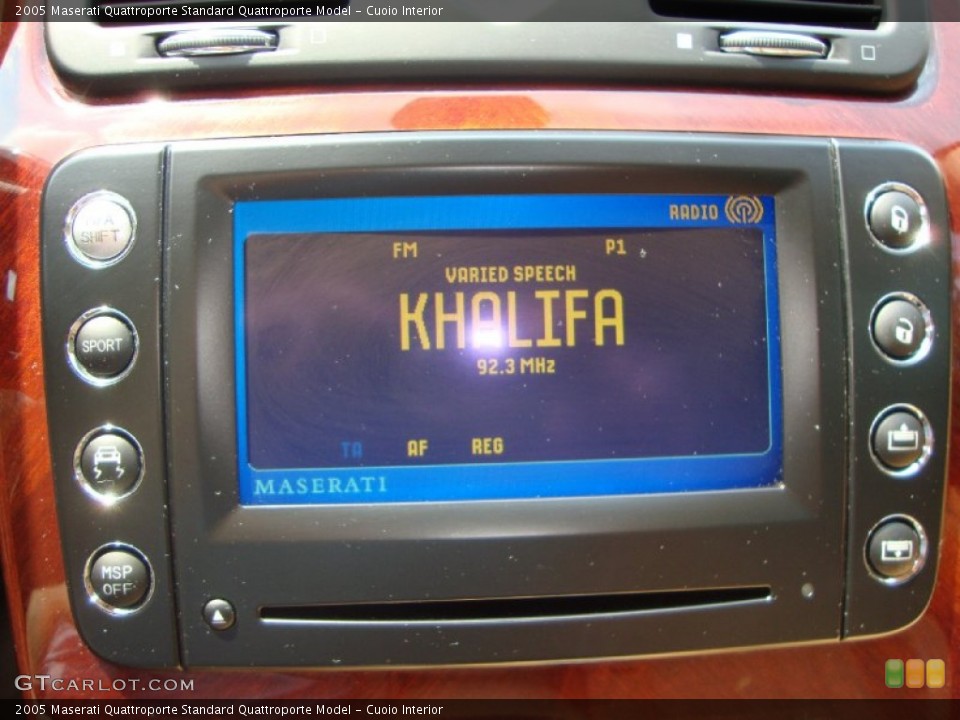 2005 Maserati Quattroporte Standard Quattroporte Model - Cuoio Interior
RADIO
FM P1
VARIED SPEECH
KHALIFA
92.3 MHz
TA AF REG
MASERATI
SHIFT
SPORT
MSP
OFF
GTCARLOT.COM
2005 Maserati Quattroporte Standard Quattroporte Model - Cuoio Interior